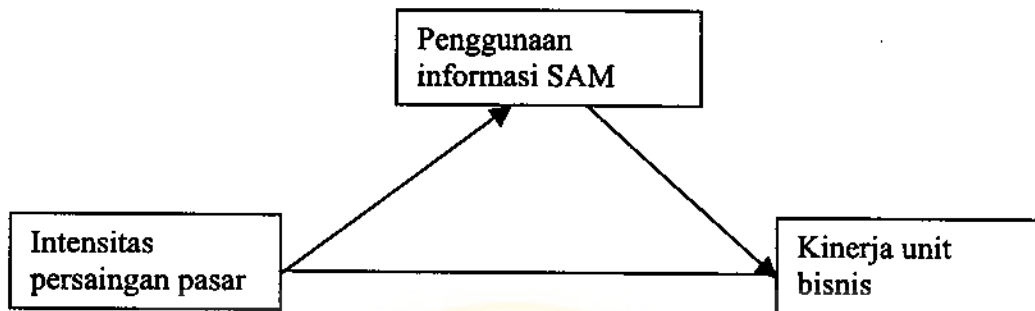 Penggunaan
informasi SAM
Intensitas
persaingan pasar
Kinerja unit
bisnis